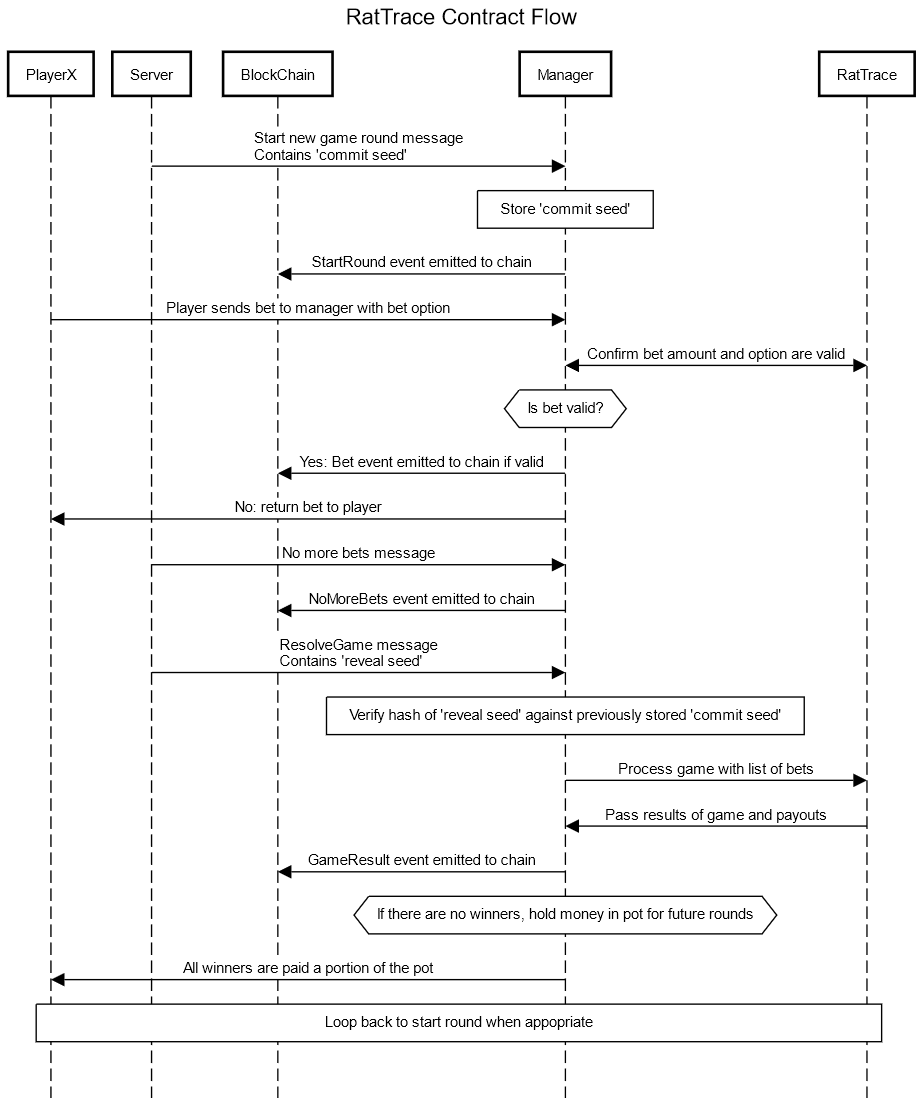 RatTrace Contract Flow
PlayerX
Server
BlockChain
Manager
RatTrace
Start new game round message
Contains 'commit seed'
Store 'commit seed'
StartRound event emitted to chain
Player sends bet to manager with bet option
Confirm bet amount and option are valid
Is bet valid?
Yes: Bet event emitted to chain if valid
No: return bet to player
No more bets message
NoMoreBets event emitted to chain
ResolveGame message
Contains 'reveal seed'
Verify hash of 'reveal seed' against previously stored 'commit seed'
Process game with list of bets
Pass results of game and payouts
GameResult event emitted to chain
If there are no winners, hold money in pot for future rounds
All winners are paid a portion of the pot
Loop back to start round when appopriate